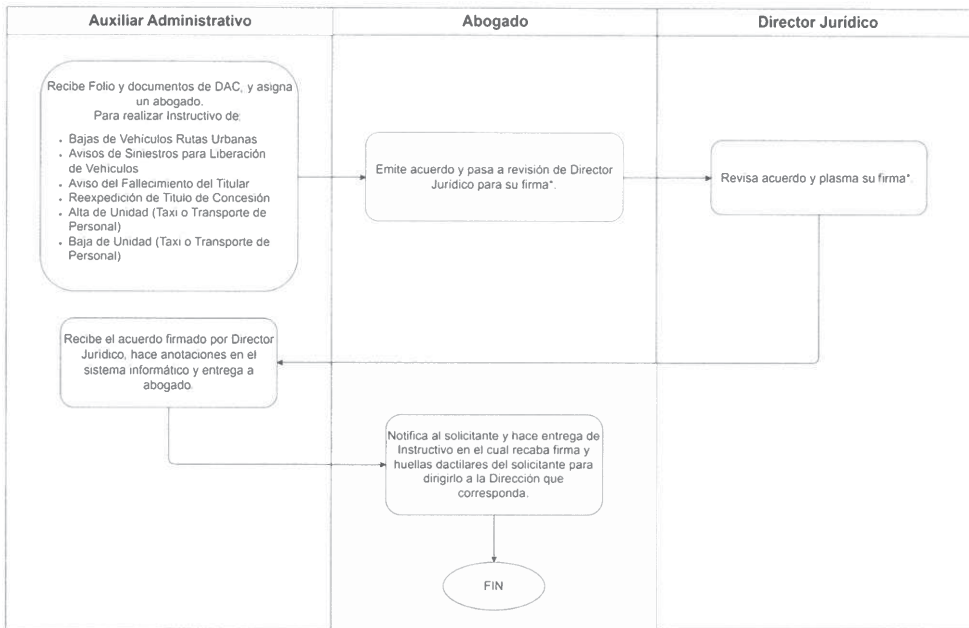 Auxiliar Administrativo
Abogado
Director Jurídico
Recibe Folio y documentos de DAC, y asigna
un abogado.
Para realizar Instructivo de:
• Bajas de Vehículos Rutas Urbanas
• Avisos de Siniestros para Liberación
de Vehículos
• Aviso del Fallecimiento del Titular
• Reexpedición de Titulo de Concesión
• Alta de Unidad (Taxi o Transporte de
Personal)
• Baja de Unidad (Taxi o Transporte de
Personal)
Emite acuerdo y pasa a revisión de Director
Jurídico para su firma*.
Revisa acuerdo y plasma su firma*.
Recibe el acuerdo firmado por Director
Jurídico, hace anotaciones en el
sistema informático y entrega a
abogado.
Notifica al solicitante y hace entrega de
Instructivo en el cual recaba firma y
huellas dactilares del solicitante para
dirigirlo a la Dirección que
corresponda.
FIN